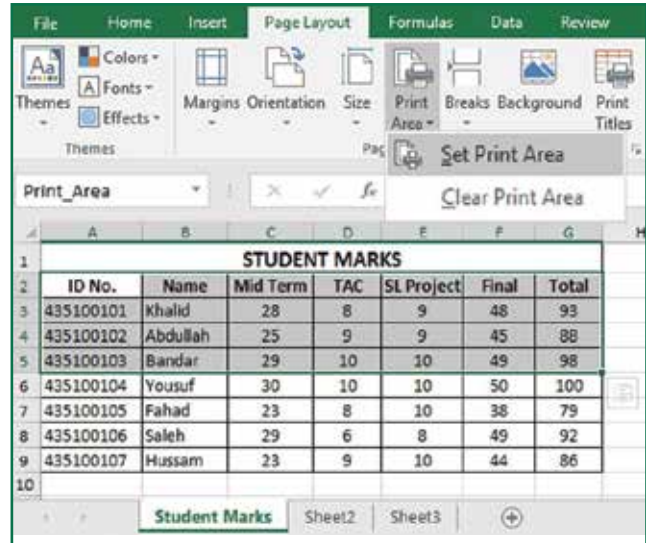 File Home Insert Page Layout Formulas Data Review
Aa Colors
A Fonts
Effects
Themes Margins Orientation Size Print Area Breaks Background Print Titles
Themes
Set Print Area
Clear Print Area
Print_Area fx
A B C D E F G H
1 STUDENT MARKS
2 ID No. Name Mid Term TAC SL Project Final Total
3 435100101 Khalid 28 8 9 48 93
4 435100102 Abdullah 25 9 9 45 88
5 435100103 Bandar 29 10 10 49 98
6 435100104 Yousuf 30 10 10 50 100
7 435100105 Fahad 23 8 10 38 79
8 435100106 Saleh 29 6 8 49 92
9 435100107 Hussam 23 9 10 44 86
10
Student Marks Sheet2 Sheet3